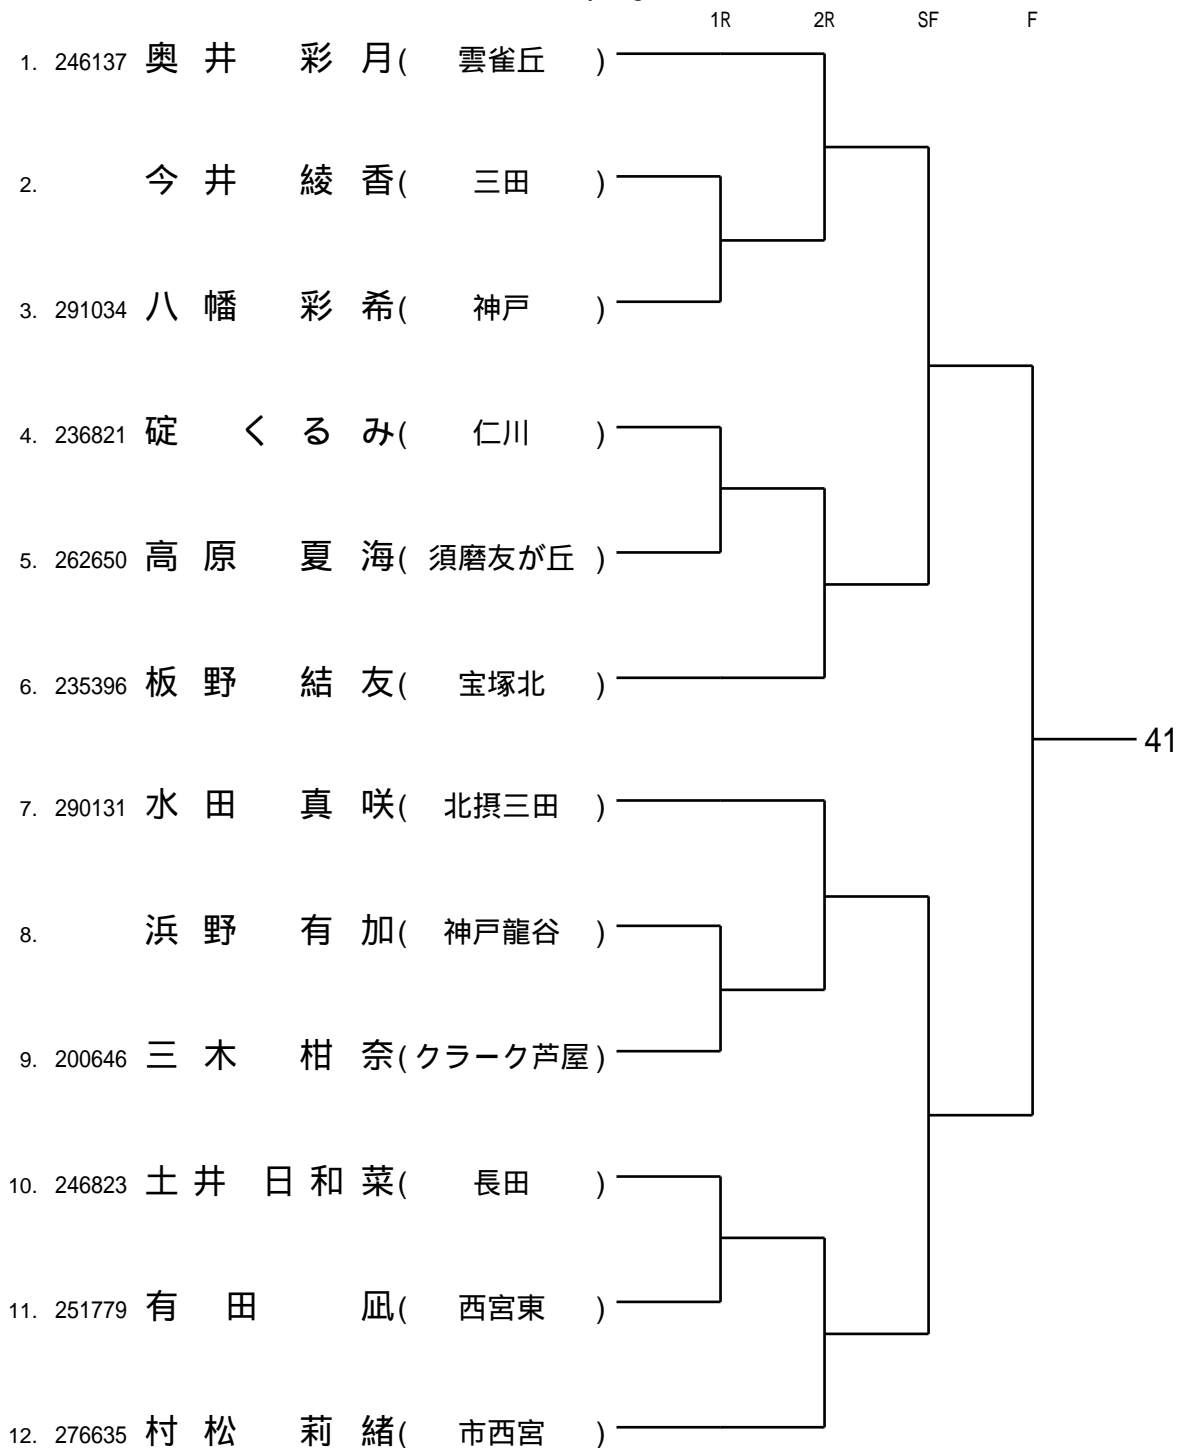 1R 2R SF F
1. 246137 奥井 彩月( 雲雀丘 )
2. 今井 綾香( 三田 )
3. 291034 八幡 彩希( 神戸 )
4. 236821 碇 くるみ( 仁川 )
5. 262650 高原 夏海( 須磨友が丘 )
6. 235396 板野 結友( 宝塚北 )
41
7. 290131 水田 真咲( 北摂三田 )
8. 浜野 有加( 神戸龍谷 )
9. 200646 三木 柑奈( クラーク芦屋 )
10. 246823 土井 日和菜( 長田 )
11. 251779 有田 凪( 西宮東 )
12. 276635 村松 莉緒( 市西宮 )